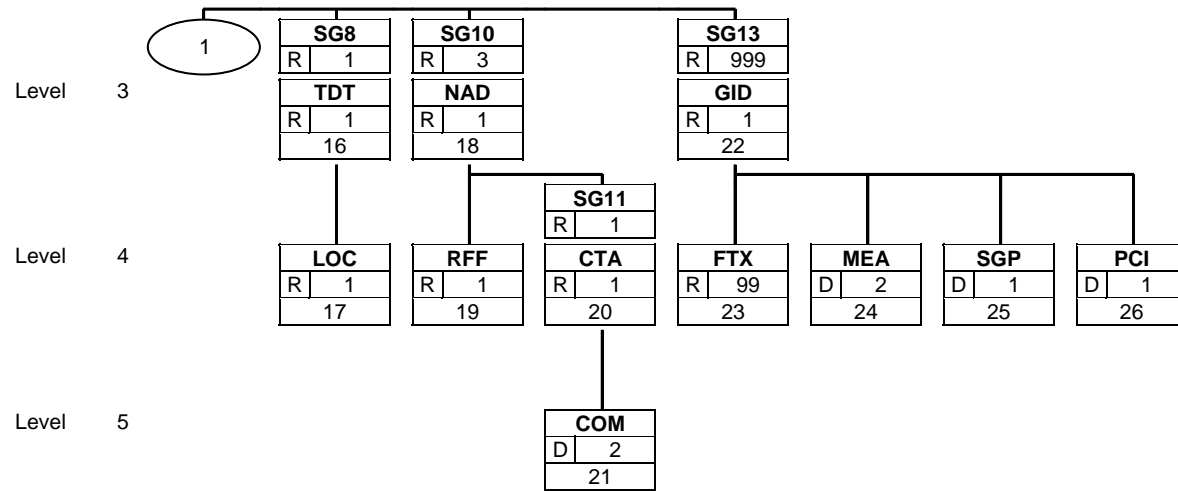 1
SG8 SG10 SG13
R 1 R 3 R 999
Level 3 TDT NAD GID
R 1 R 1 R 1
16 18 22
SG11
R 1
Level 4 LOC RFF CTA FTX MEA SGP PCI
R 1 R 1 R 1 R 99 D 2 D 1 D 1
17 19 20 23 24 25 26
Level 5 COM
D 2
21